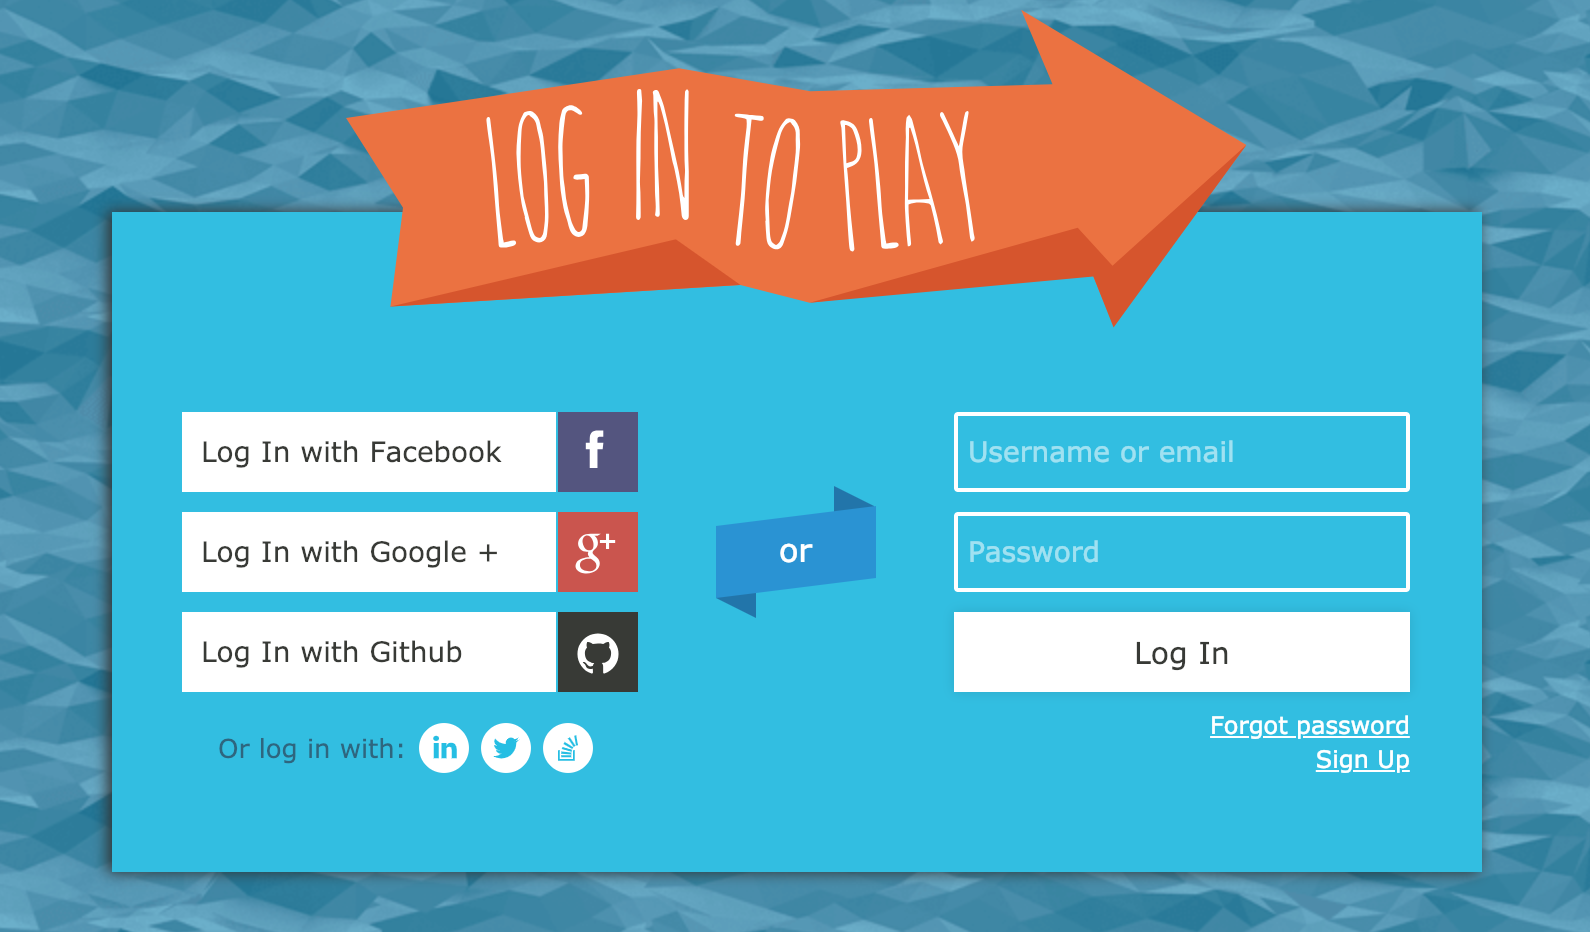 LOG IN TO PLAY
Log In with Facebook
f
Log In with Google +
g+
Log In with Github
Or log in with:
in
or
Username or email
Password
Log In
Forgot password
Sign Up